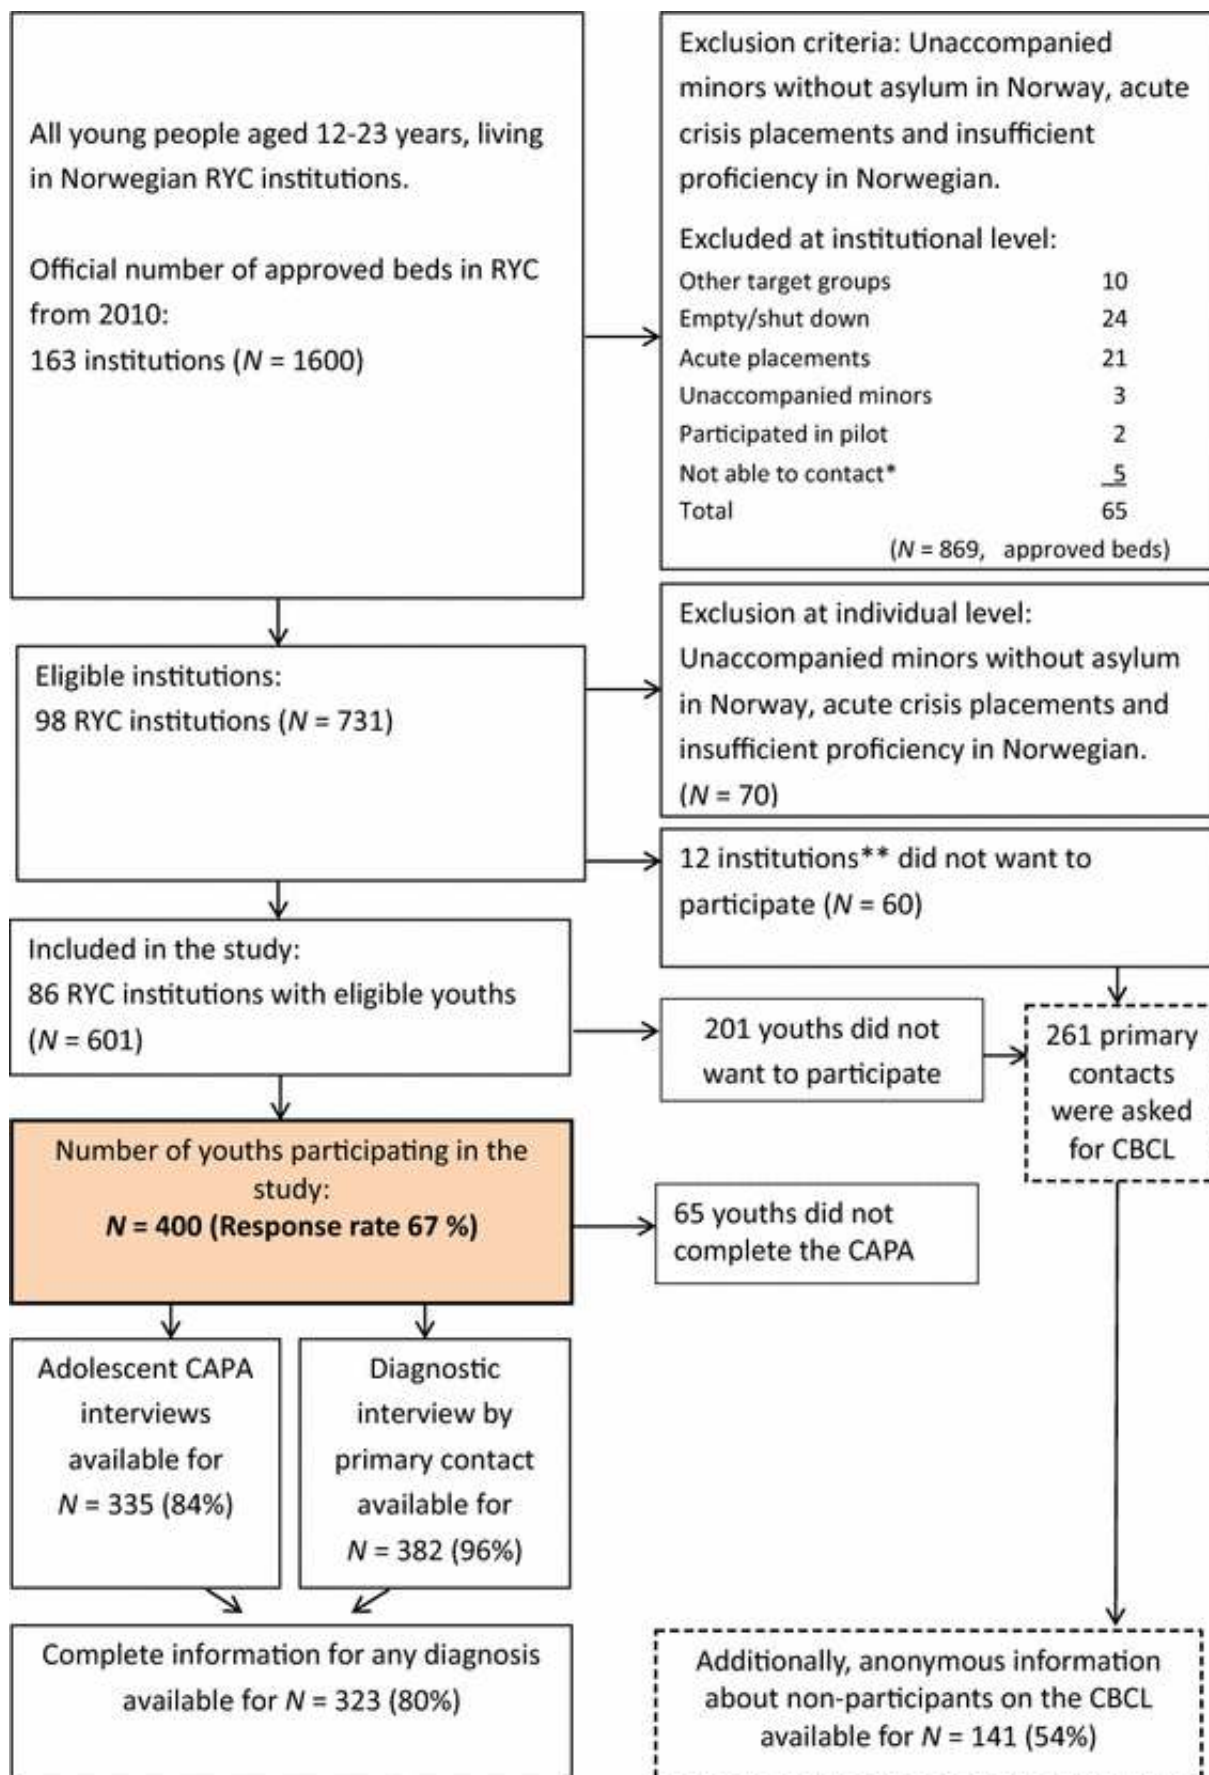 All young people aged 12-23 years, living
in Norwegian RYC institutions.
Official number of approved beds in RYC
from 2010:
163 institutions (N = 1600)
Exclusion criteria: Unaccompanied
minors without asylum in Norway, acute
crisis placements and insufficient
proficiency in Norwegian.
Excluded at institutional level:
Other target groups 10
Empty/shut down 24
Acute placements 21
Unaccompanied minors 3
Participated in pilot 2
Not able to contact* 5
Total 65
(N = 869, approved beds)
Eligible institutions:
98 RYC institutions (N = 731)
Exclusion at individual level:
Unaccompanied minors without asylum
in Norway, acute crisis placements and
insufficient proficiency in Norwegian.
(N = 70)
12 institutions** did not want to
participate (N = 60)
Included in the study:
86 RYC institutions with eligible youths
(N = 601)
201 youths did not
want to participate
261 primary
contacts
were asked
for CBCL
Number of youths participating in the
study:
N = 400 (Response rate 67 %)
65 youths did not
complete the CAPA
Adolescent CAPA
interviews
available for
N = 335 (84%)
Diagnostic
interview by
primary contact
available for
N = 382 (96%)
Complete information for any diagnosis
available for N = 323 (80%)
Additionally, anonymous information
about non-participants on the CBCL
available for N = 141 (54%)